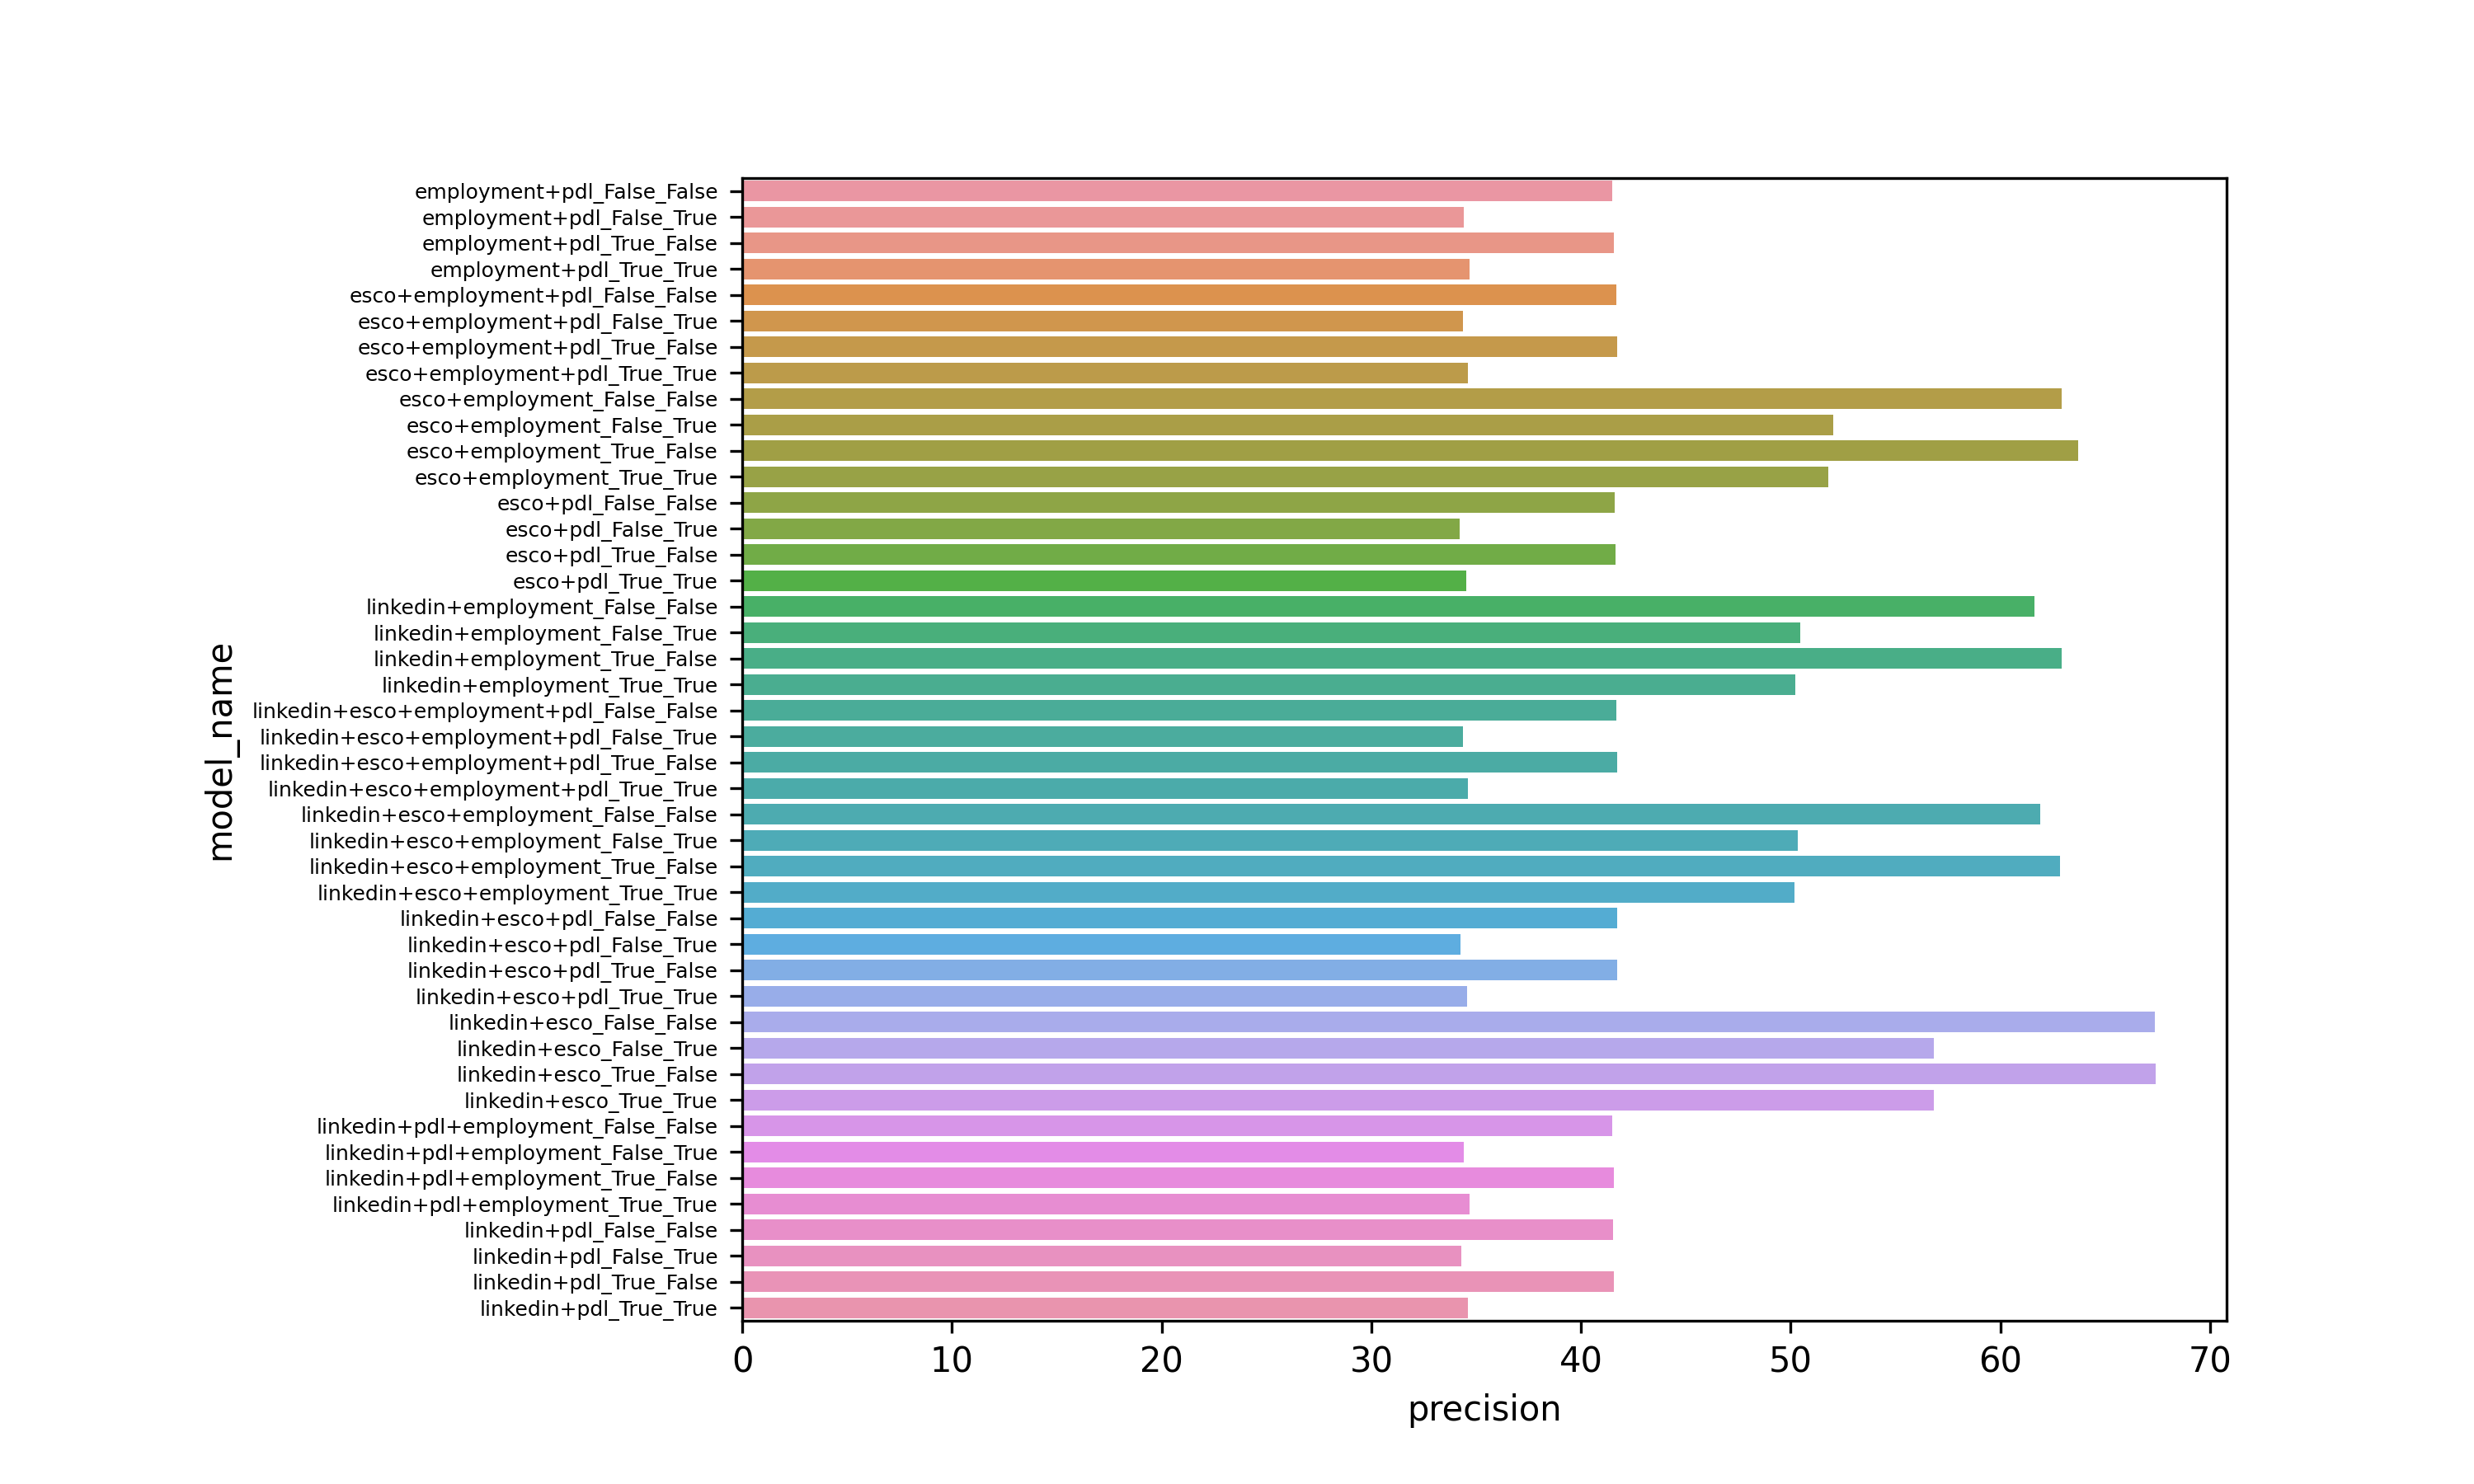 employment+pdl_False_False
employment+pdl_False_True
employment+pdl_True_False
employment+pdl_True_True
esco+employment+pdl_False_False
esco+employment+pdl_False_True
esco+employment+pdl_True_False
esco+employment+pdl_True_True
esco+employment_False_False
esco+employment_False_True
esco+employment_True_False
esco+employment_True_True
esco+pdl_False_False
esco+pdl_False_True
esco+pdl_True_False
esco+pdl_True_True
linkedin+employment_False_False
linkedin+employment_False_True
linkedin+employment_True_False
linkedin+employment_True_True
linkedin+esco+employment+pdl_False_False
linkedin+esco+employment+pdl_False_True
linkedin+esco+employment+pdl_True_False
linkedin+esco+employment+pdl_True_True
linkedin+esco+employment_False_False
linkedin+esco+employment_False_True
linkedin+esco+employment_True_False
linkedin+esco+employment_True_True
linkedin+esco+pdl_False_False
linkedin+esco+pdl_False_True
linkedin+esco+pdl_True_False
linkedin+esco+pdl_True_True
linkedin+esco_False_False
linkedin+esco_False_True
linkedin+esco_True_False
linkedin+esco_True_True
linkedin+pdl+employment_False_False
linkedin+pdl+employment_False_True
linkedin+pdl+employment_True_False
linkedin+pdl+employment_True_True
linkedin+pdl_False_False
linkedin+pdl_False_True
linkedin+pdl_True_False
linkedin+pdl_True_True
model_name
0 10 20 30 40 50 60 70
precision